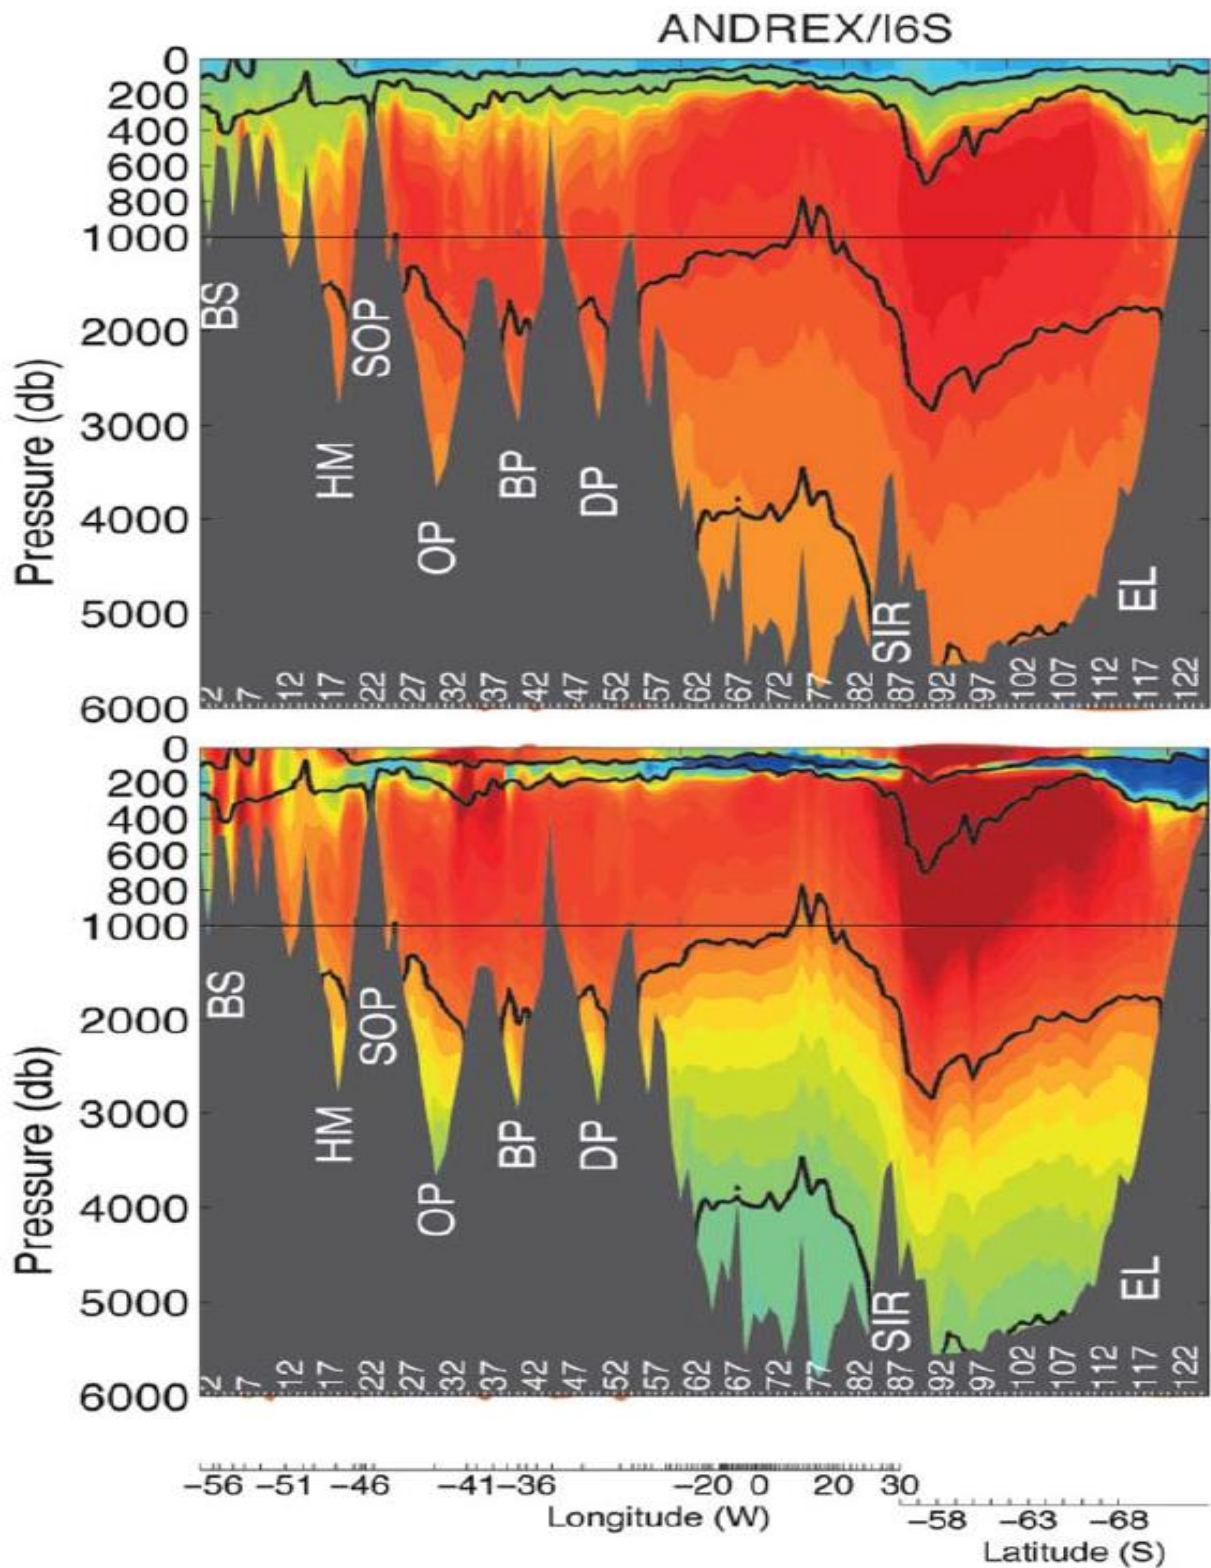 ANDREX/I6S
0
200
400
600
800
1000
2000
3000
4000
5000
6000
Pressure (db)
BS
HM
SOP
OP
BP
DP
SIR
EL
2 7 12 17 22 27 32 37 42 47 52 57 62 67 72 77 82 87 92 97 102 107 112 117 122
0
200
400
600
800
1000
2000
3000
4000
5000
6000
Pressure (db)
BS
HM
SOP
OP
BP
DP
SIR
EL
2 7 12 17 22 27 32 37 42 47 52 57 62 67 72 77 82 87 92 97 102 107 112 117 122
−56 −51 −46 −41 −36 −20 0 20 30
Longitude (W)
−58 −63 −68
Latitude (S)